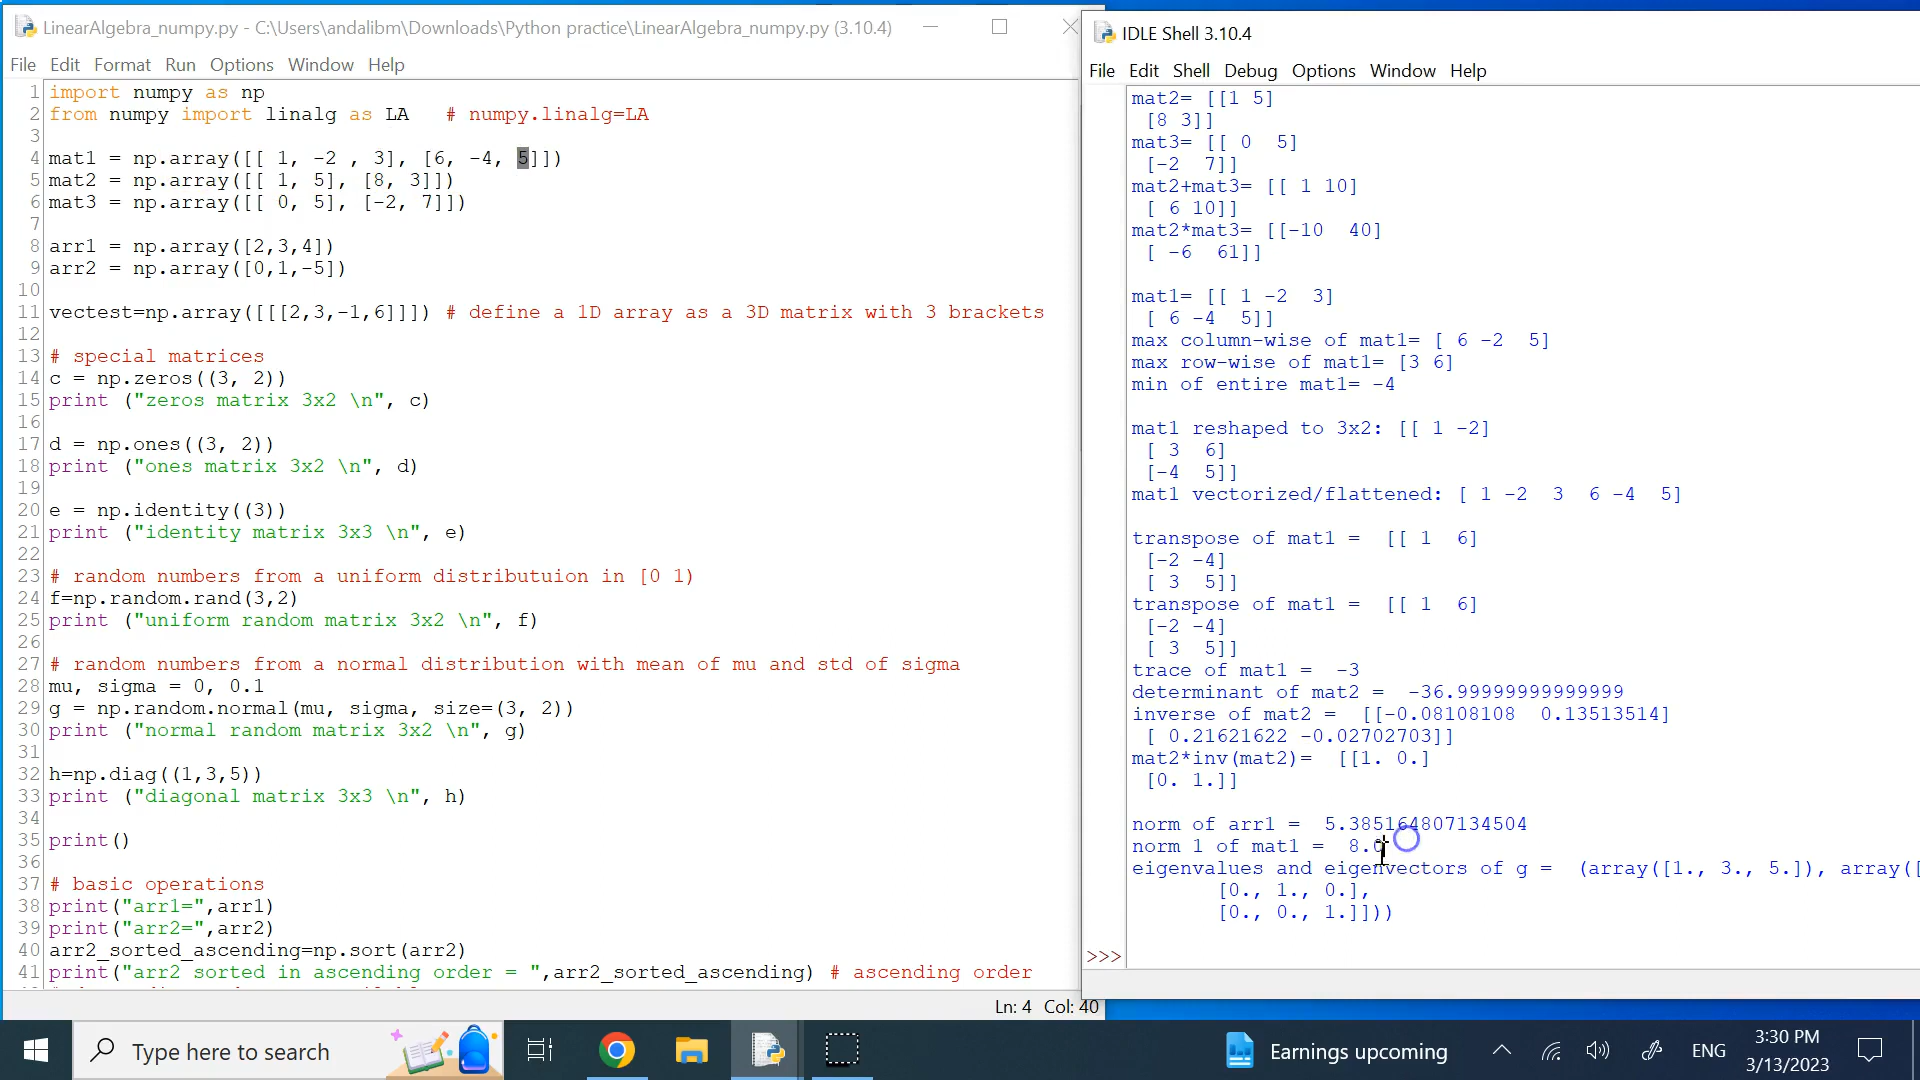 LinearAlgebra_numpy.py - C:\Users\andalibm\Downloads\Python practice\LinearAlgebra_numpy.py (3.10.4)
File Edit Format Run Options Window Help
1 import numpy as np
2 from numpy import linalg as LA   # numpy.linalg=LA
3
4 mat1 = np.array([[ 1, -2 , 3], [6, -4, 5]])
5 mat2 = np.array([[ 1, 5], [8, 3]])
6 mat3 = np.array([[ 0, 5], [-2, 7]])
7
8 arr1 = np.array([2,3,4])
9 arr2 = np.array([0,1,-5])
10
11 vectest=np.array([[[2,3,-1,6]]]) # define a 1D array as a 3D matrix with 3 brackets
12
13 # special matrices
14 c = np.zeros((3, 2))
15 print ("zeros matrix 3x2 \n", c)
16
17 d = np.ones((3, 2))
18 print ("ones matrix 3x2 \n", d)
19
20 e = np.identity((3))
21 print ("identity matrix 3x3 \n", e)
22
23 # random numbers from a uniform distributuion in [0 1)
24 f=np.random.rand(3,2)
25 print ("uniform random matrix 3x2 \n", f)
26
27 # random numbers from a normal distribution with mean of mu and std of sigma
28 mu, sigma = 0, 0.1
29 g = np.random.normal(mu, sigma, size=(3, 2))
30 print ("normal random matrix 3x2 \n", g)
31
32 h=np.diag((1,3,5))
33 print ("diagonal matrix 3x3 \n", h)
34
35 print()
36
37 # basic operations
38 print("arr1=",arr1)
39 print("arr2=",arr2)
40 arr2_sorted_ascending=np.sort(arr2)
41 print("arr2 sorted in ascending order = ",arr2_sorted_ascending) # ascending order
Ln: 4 Col: 40
IDLE Shell 3.10.4
File Edit Shell Debug Options Window Help
mat2= [[1 5]
 [8 3]]
mat3= [[ 0  5]
 [-2  7]]
mat2+mat3= [[ 1 10]
 [ 6 10]]
mat2*mat3= [[-10  40]
 [ -6  61]]
mat1= [[ 1 -2  3]
 [ 6 -4  5]]
max column-wise of mat1= [ 6 -2  5]
max row-wise of mat1= [3 6]
min of entire mat1= -4
mat1 reshaped to 3x2: [[ 1 -2]
 [ 3  6]
 [-4  5]]
mat1 vectorized/flattened: [ 1 -2  3  6 -4  5]
transpose of mat1 =  [[ 1  6]
 [-2 -4]
 [ 3  5]]
transpose of mat1 =  [[ 1  6]
 [-2 -4]
 [ 3  5]]
trace of mat1 =  -3
determinant of mat2 =  -36.99999999999999
inverse of mat2 =  [[-0.08108108  0.13513514]
 [ 0.21621622 -0.02702703]]
mat2*inv(mat2)=  [[1. 0.]
 [0. 1.]]
norm of arr1 =  5.385164807134504
norm 1 of mat1 =  8.0
eigenvalues and eigenvectors of g =  (array([1., 3., 5.]), array([
       [0., 1., 0.],
       [0., 0., 1.]]))
>>>
Type here to search
Earnings upcoming
ENG
3:30 PM
3/13/2023